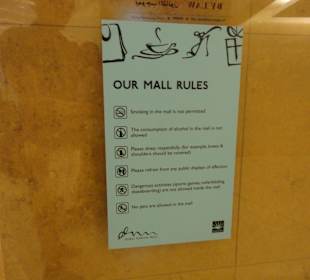 OUR MALL RULES
Smoking in the mall is not permitted
The consumption of alcohol in the mall is not
allowed
Please dress respectfully (for example, knees &
shoulders should be covered)
Please refrain from any public displays of affection
Dangerous activities (sports games, rollerblading,
skateboarding) are not allowed inside the mall
No pets are allowed in the mall